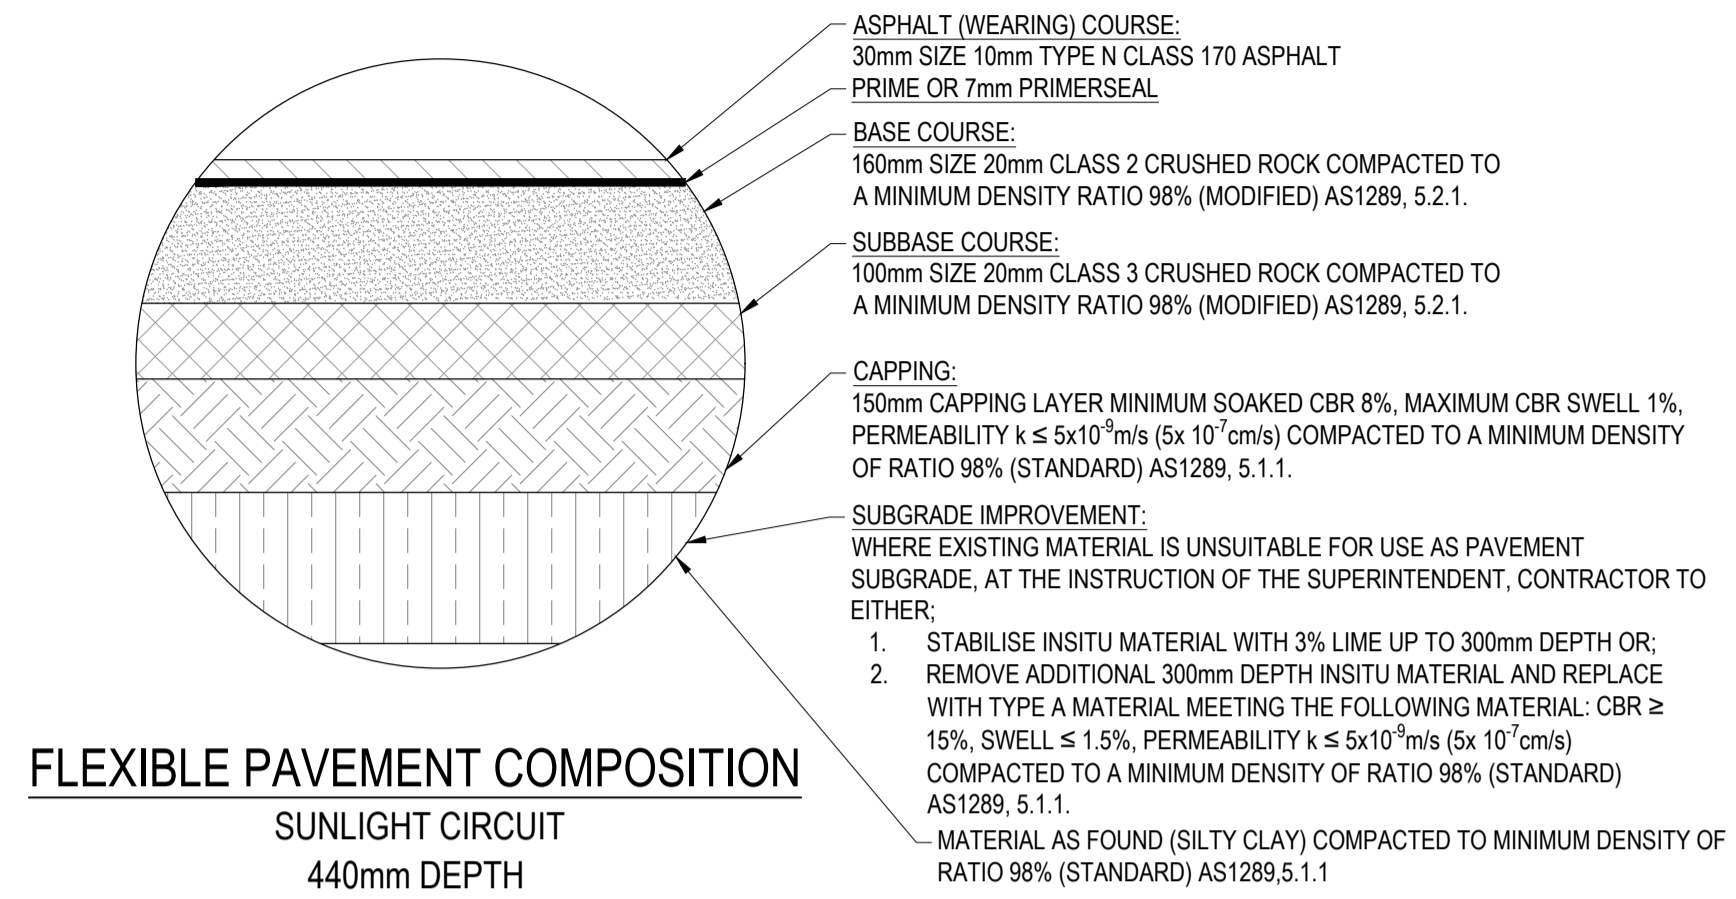 ASPHALT (WEARING) COURSE:
30mm SIZE 10mm TYPE N CLASS 170 ASPHALT
PRIME OR 7mm PRIMERSEAL
BASE COURSE:
160mm SIZE 20mm CLASS 2 CRUSHED ROCK COMPACTED TO
A MINIMUM DENSITY RATIO 98% (MODIFIED) AS1289, 5.2.1.
SUBBASE COURSE:
100mm SIZE 20mm CLASS 3 CRUSHED ROCK COMPACTED TO
A MINIMUM DENSITY RATIO 98% (MODIFIED) AS1289, 5.2.1.
CAPPING:
150mm CAPPING LAYER MINIMUM SOAKED CBR 8%, MAXIMUM CBR SWELL 1%,
PERMEABILITY k ≤ 5x10⁻⁹m/s (5x 10⁻⁷cm/s) COMPACTED TO A MINIMUM DENSITY
OF RATIO 98% (STANDARD) AS1289, 5.1.1.
SUBGRADE IMPROVEMENT:
WHERE EXISTING MATERIAL IS UNSUITABLE FOR USE AS PAVEMENT
SUBGRADE, AT THE INSTRUCTION OF THE SUPERINTENDENT, CONTRACTOR TO
EITHER;
1. STABILISE INSITU MATERIAL WITH 3% LIME UP TO 300mm DEPTH OR;
2. REMOVE ADDITIONAL 300mm DEPTH INSITU MATERIAL AND REPLACE
WITH TYPE A MATERIAL MEETING THE FOLLOWING MATERIAL: CBR ≥
15%, SWELL ≤ 1.5%, PERMEABILITY k ≤ 5x10⁻⁹m/s (5x 10⁻⁷cm/s)
COMPACTED TO A MINIMUM DENSITY OF RATIO 98% (STANDARD)
AS1289, 5.1.1.
MATERIAL AS FOUND (SILTY CLAY) COMPACTED TO MINIMUM DENSITY OF
RATIO 98% (STANDARD) AS1289,5.1.1
FLEXIBLE PAVEMENT COMPOSITION
SUNLIGHT CIRCUIT
440mm DEPTH